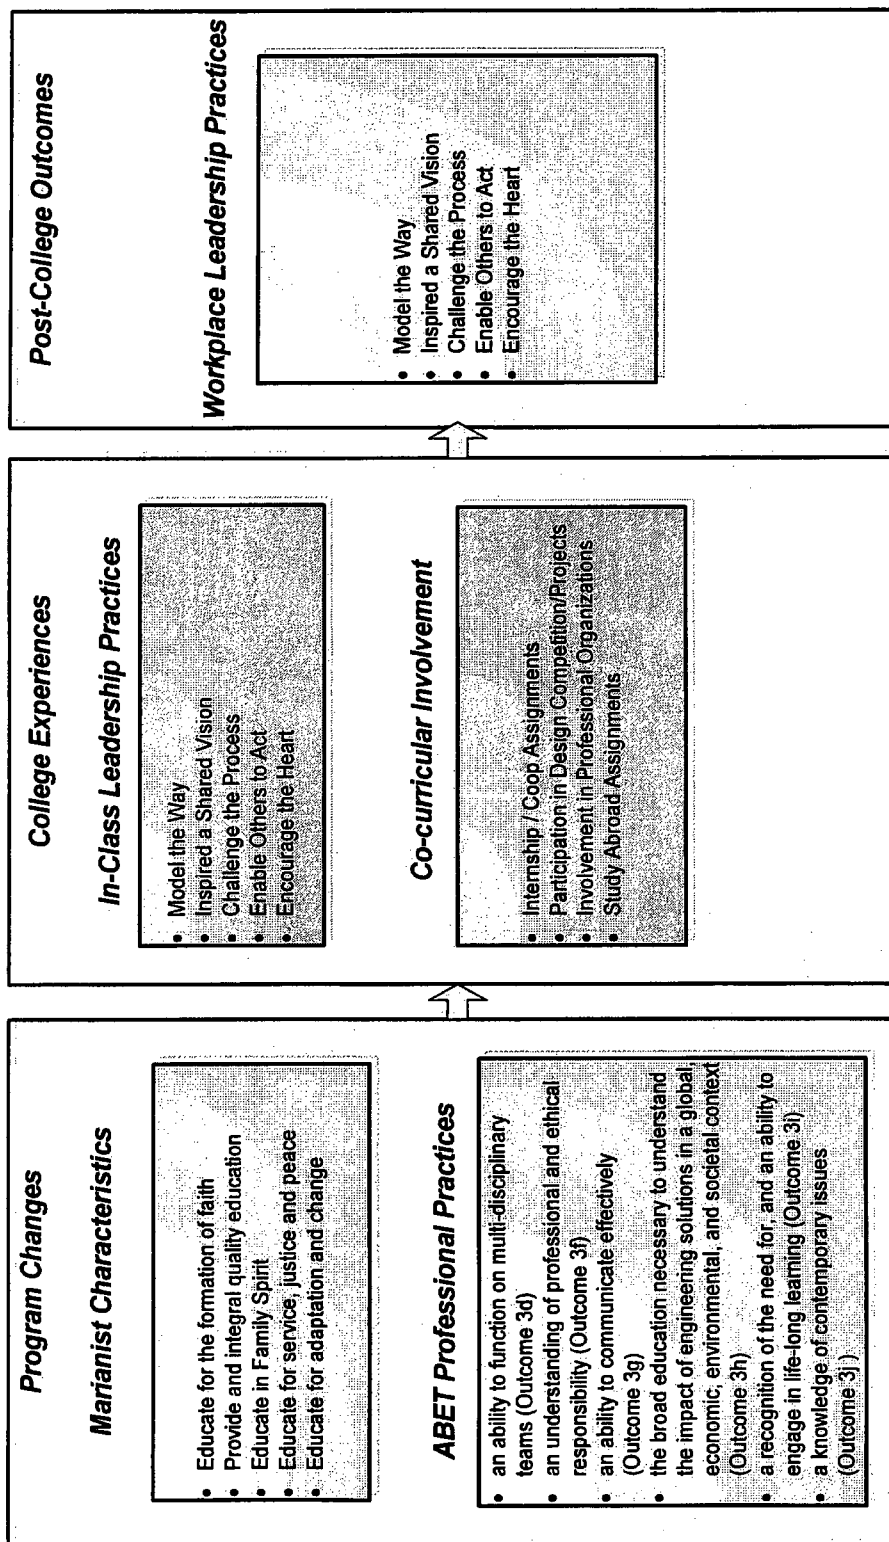 Program Changes
Marianist Characteristics
• Educate for the formation of faith
• Provide and integral quality education
• Educate in Family Spirit
• Educate for service, justice and peace
• Educate for adaptation and change
ABET Professional Practices
• an ability to function on multi-disciplinary
teams (Outcome 3d)
• an understanding of professional and ethical
responsibility (Outcome 3f)
• an ability to communicate effectively
(Outcome 3g)
• the broad education necessary to understand
the impact of engineering solutions in a global,
economic, environmental, and societal context
(Outcome 3h)
• a recognition of the need for, and an ability to
engage in life-long learning (Outcome 3i)
• a knowledge of contemporary issues
(Outcome 3j )
College Experiences
In-Class Leadership Practices
• Model the Way
• Inspired a Shared Vision
• Challenge the Process
• Enable Others to Act
• Encourage the Heart
Co-curricular Involvement
• Internship / Coop Assignments
• Participation in Design Competition/Projects
• Involvement in Professional Organizations
• Study Abroad Assignments
Post-College Outcomes
Workplace Leadership Practices
• Model the Way
• Inspired a Shared Vision
• Challenge the Process
• Enable Others to Act
• Encourage the Heart